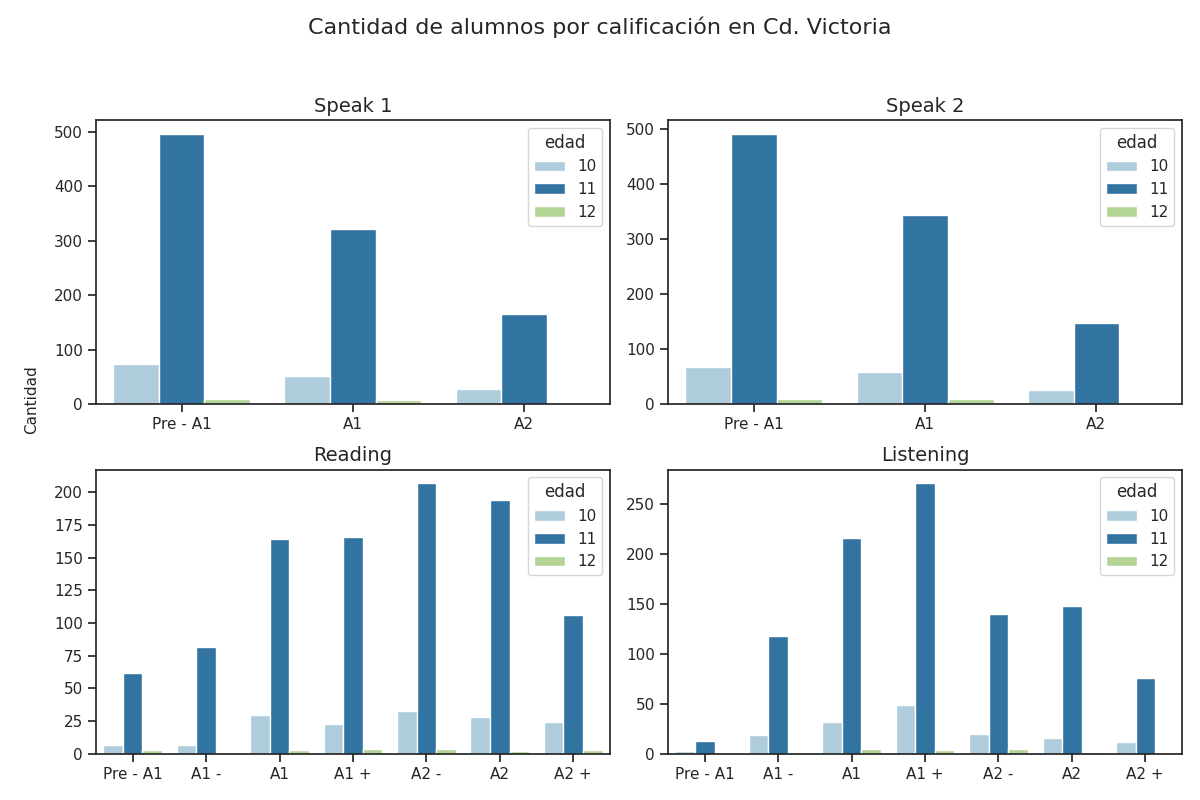 Cantidad de alumnos por calificación en Cd. Victoria
Speak 1
500
400
300
200
100
0
Pre - A1 A1 A2
edad
10
11
12
Speak 2
500
400
300
200
100
0
Pre - A1 A1 A2
edad
10
11
12
Cantidad
Reading
200
175
150
125
100
75
50
25
0
Pre - A1 A1 - A1 A1 + A2 - A2 A2 +
edad
10
11
12
Listening
250
200
150
100
50
0
Pre - A1 A1 - A1 A1 + A2 - A2 A2 +
edad
10
11
12